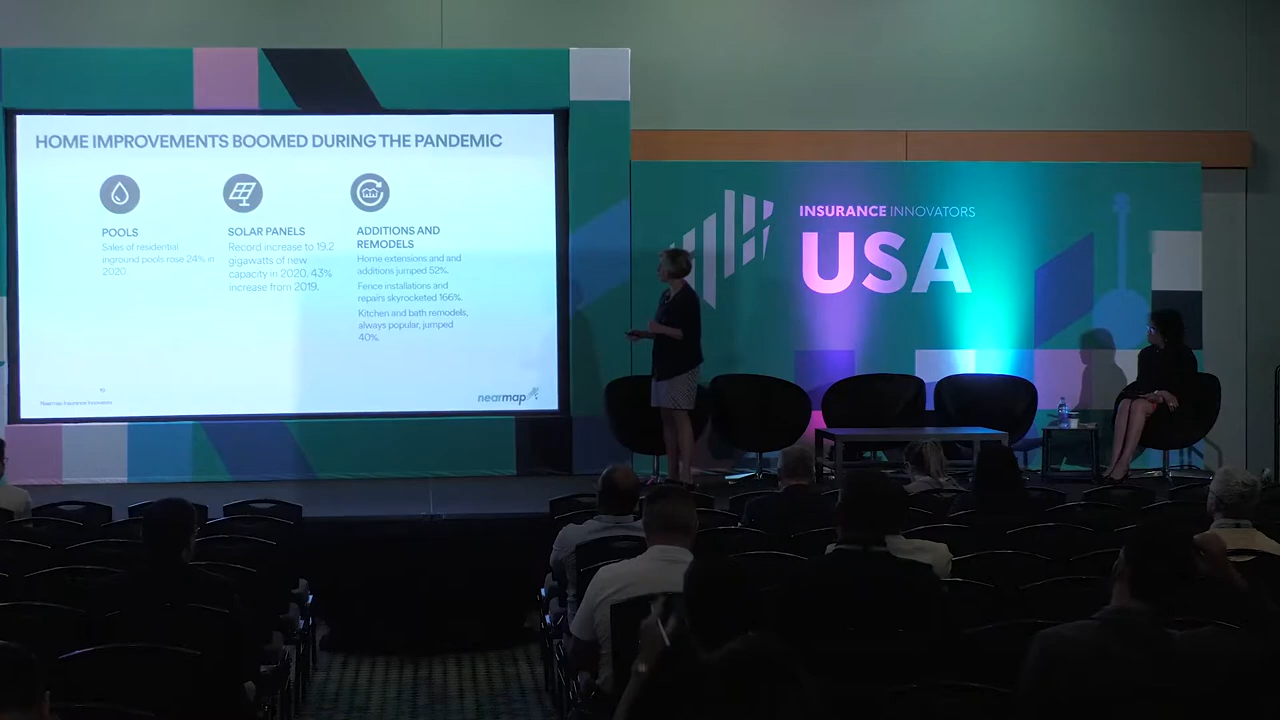 HOME IMPROVEMENTS BOOMED DURING THE PANDEMIC
POOLS
Sales of residential
inground pools rose 24% in
2020.
SOLAR PANELS
Record increase to 19.2
gigawatts of new
capacity in 2020, 43%
increase from 2019.
ADDITIONS AND
REMODELS
Home extensions and and
additions jumped 52%.
Fence installations and
repairs skyrocketed 166%.
Kitchen and bath remodels,
always popular, jumped
40%.
Nearmap Insurance Innovators
nearmap
INSURANCE INNOVATORS
USA